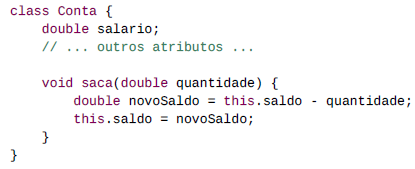 class Conta {
    double salario;
    // ... outros atributos ...

    void saca(double quantidade) {
        double novoSaldo = this.saldo - quantidade;
        this.saldo = novoSaldo;
    }
}